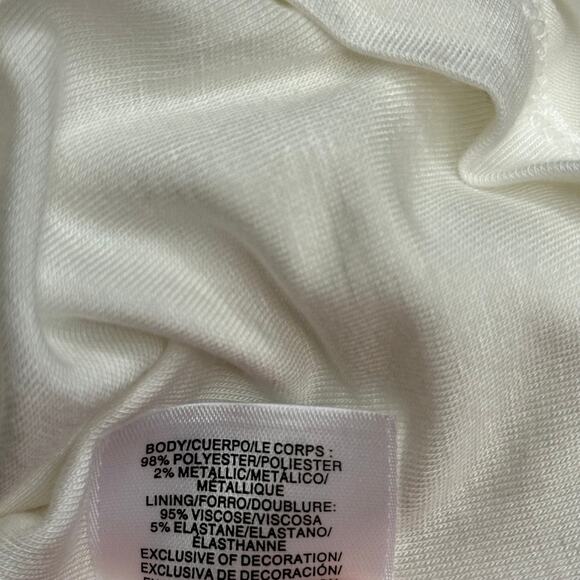 BODY/CUERPO/LE CORPS :
98% POLYESTER/POLIESTER
2% METALLIC/METÁLICO/
MÉTALLIQUE
LINING/FORRO/DOUBLURE:
95% VISCOSE/VISCOSA
5% ELASTANE/ELASTANO/
ÉLASTHANNE
EXCLUSIVE OF DECORATION/
EXCLUSIVA DE DECORACIÓN/